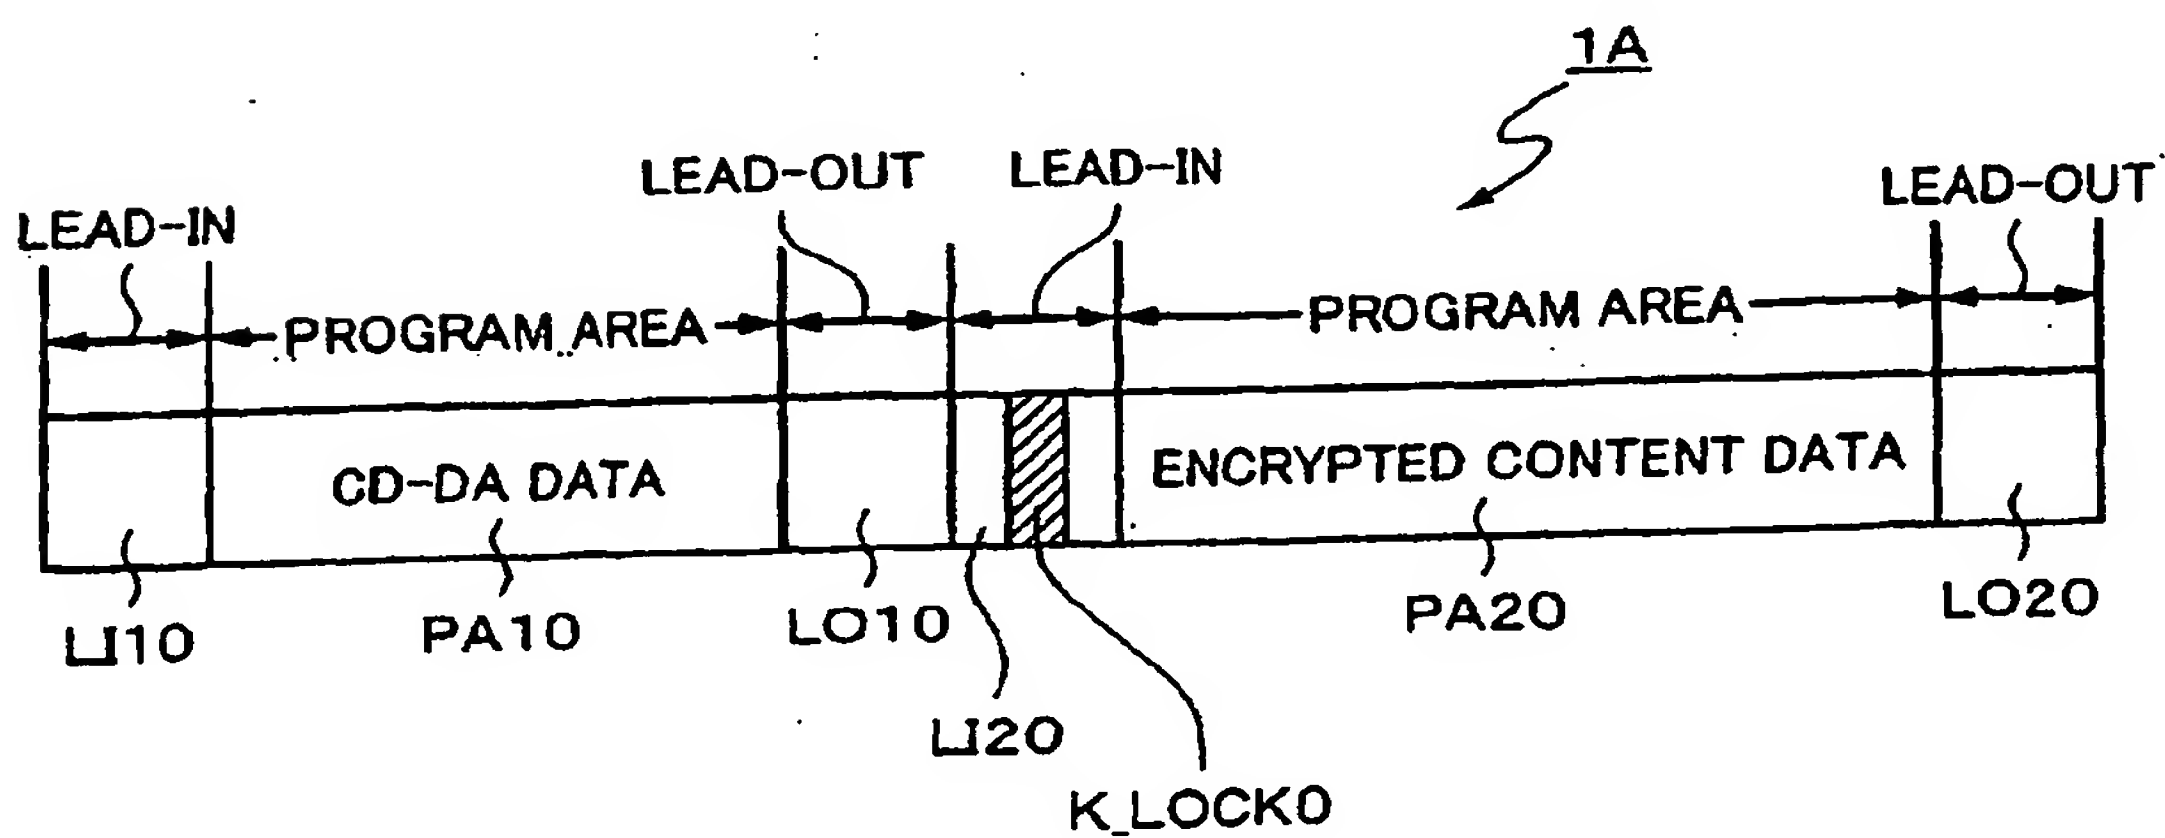 1A
LEAD-IN
LEAD-OUT
LEAD-IN
LEAD-OUT
PROGRAM AREA
PROGRAM AREA
CD-DA DATA
ENCRYPTED CONTENT DATA
LI10
PA10
LO10
LI20
K_LOCK0
PA20
LO20